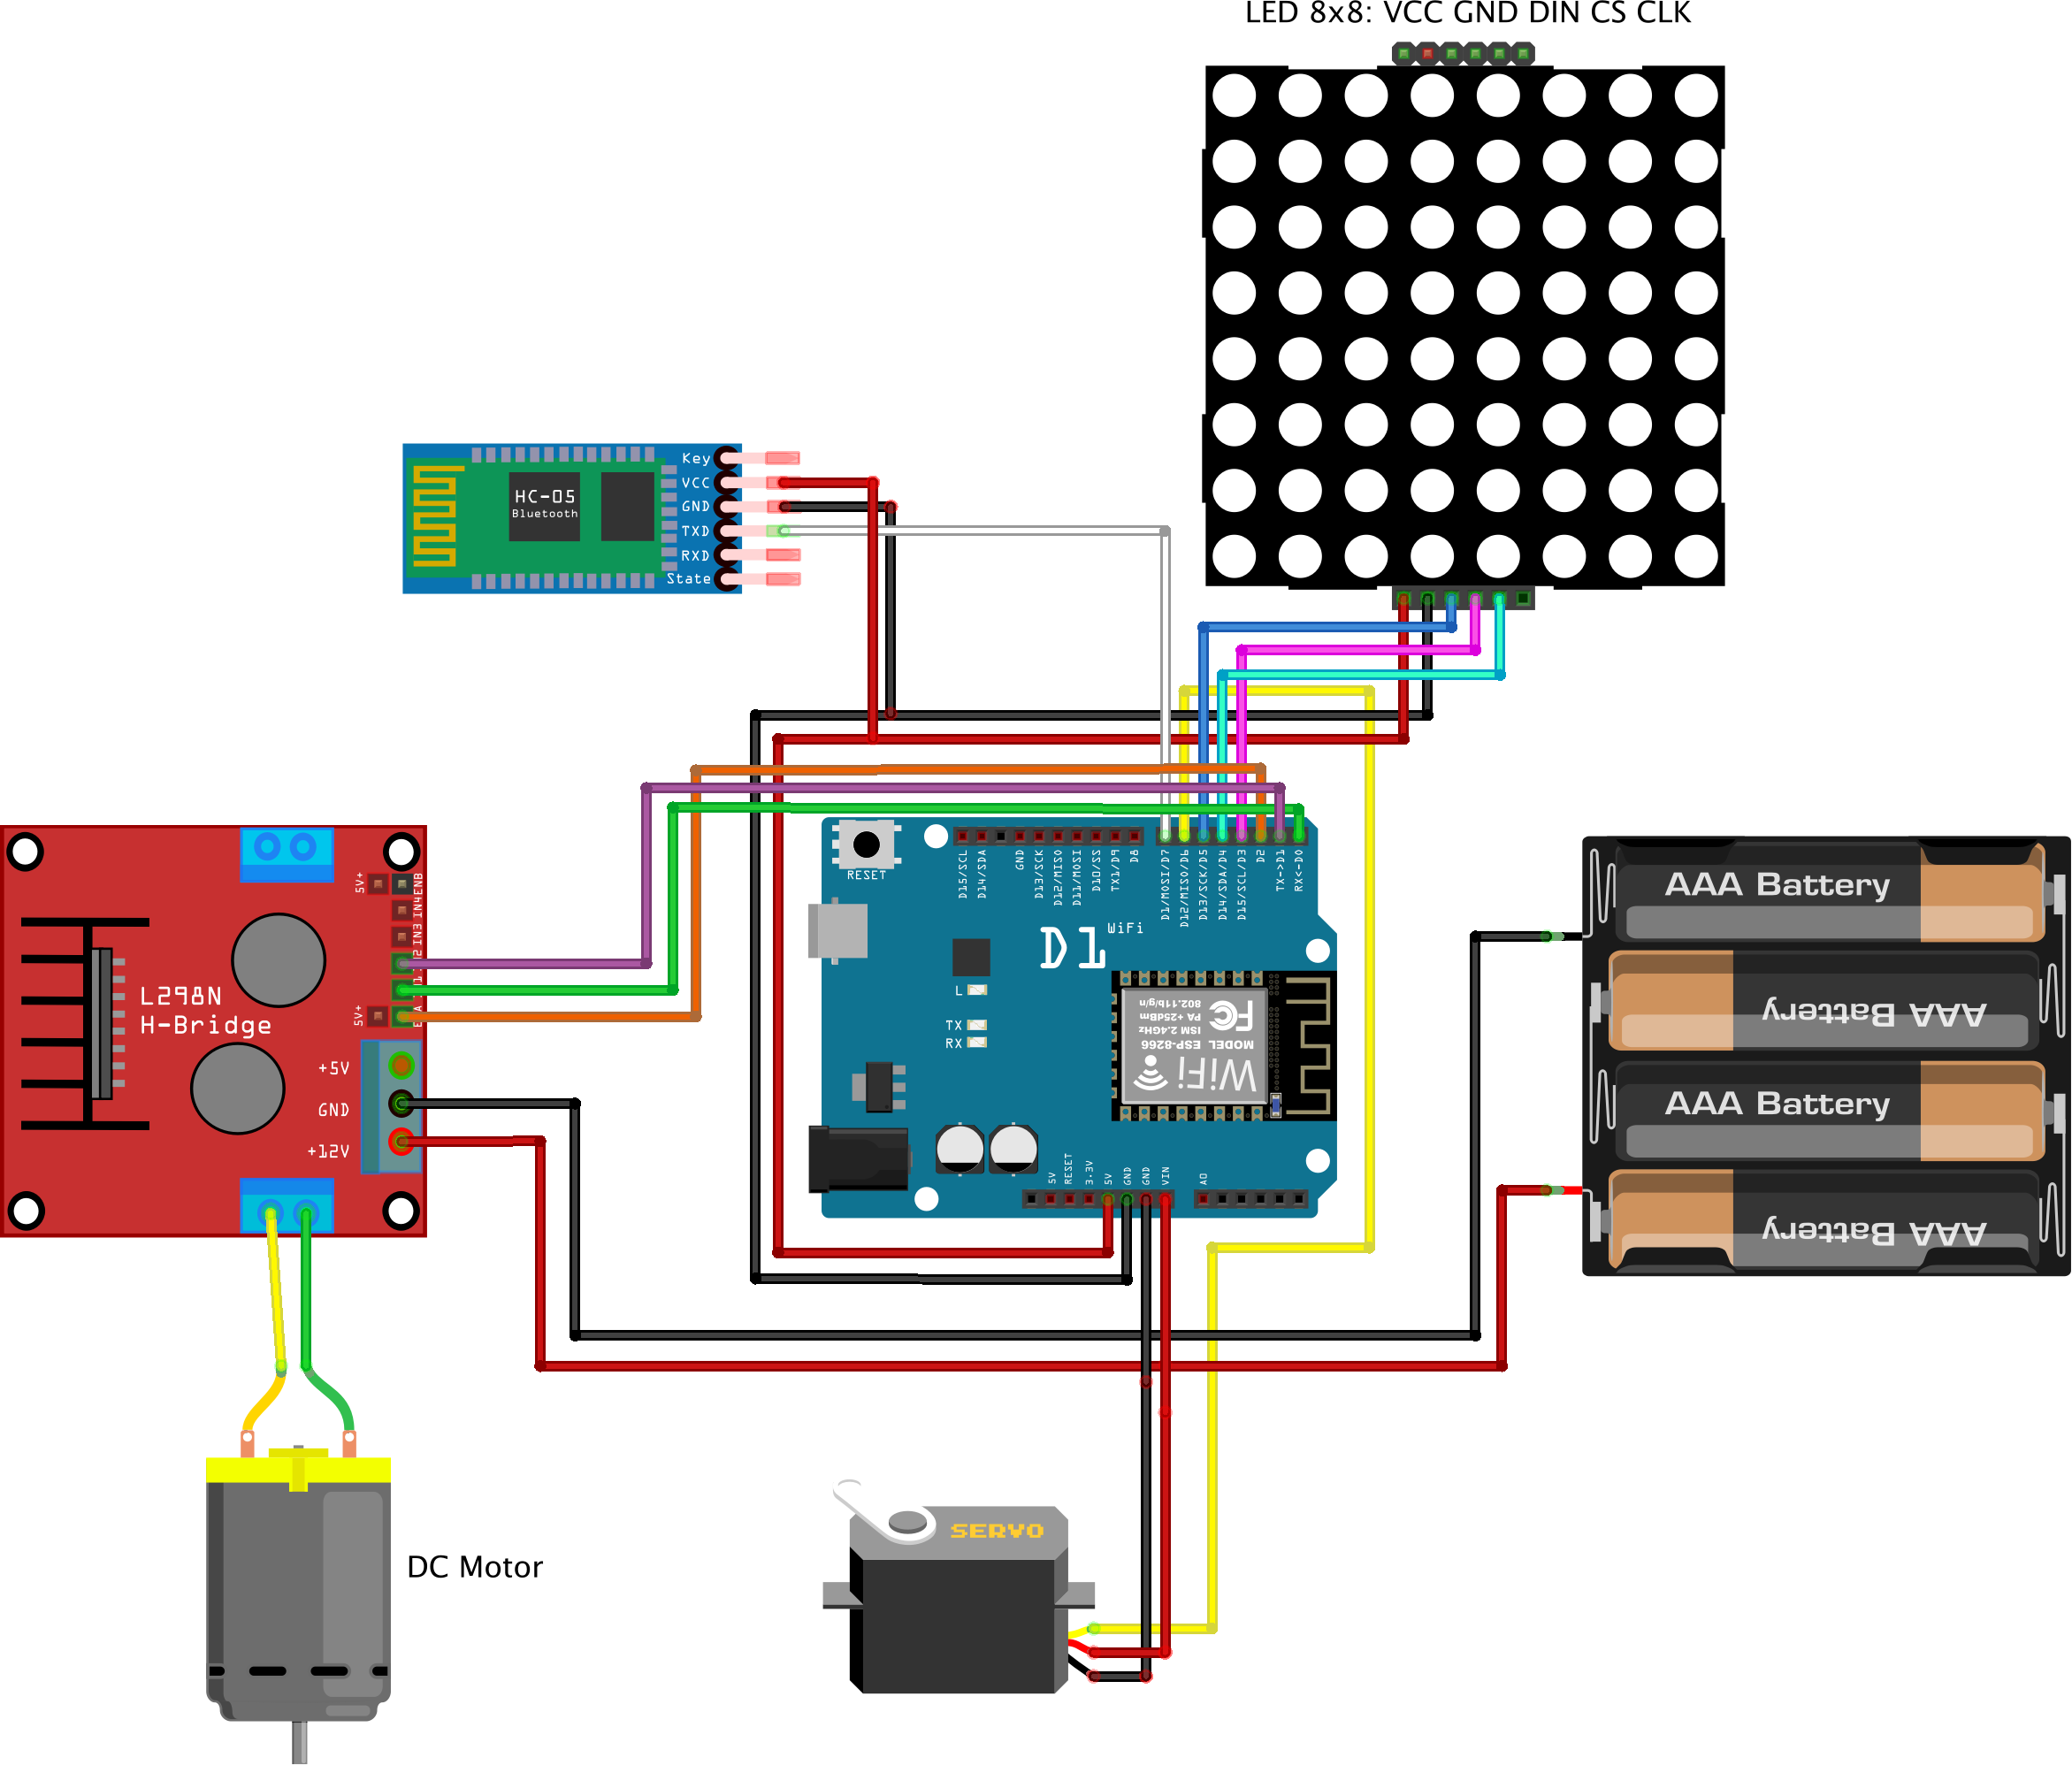 LED 8x8: VCC GND DIN CS CLK
Key
VCC
GND
TXD
RXD
State
HC-05
Bluetooth
5V+
ENB
IN4
IN3
5V+
L298N
H-Bridge
+5V
GND
+12V
RESET
D15/SCL
D14/SDA
GND
D13/SCK
D12/MISO
D11/MOSI
D10/SS
TX1/D9
D8
D1/MOSI/D7
D12/MISO/D6
D13/SCK/D5
D14/SDA/D4
D15/SCL/D3
D2
TX->D1
RX<-D0
D1
WiFi
L
TX
RX
WiFi
MODEL ESP-8266
ISM 2.4GHz
PA +25dBm
802.11b/g/n
FC
5V
RESET
3.3V
5V
GND
GND
VIN
A0
AAA Battery
AAA Battery
AAA Battery
AAA Battery
DC Motor
SERVO